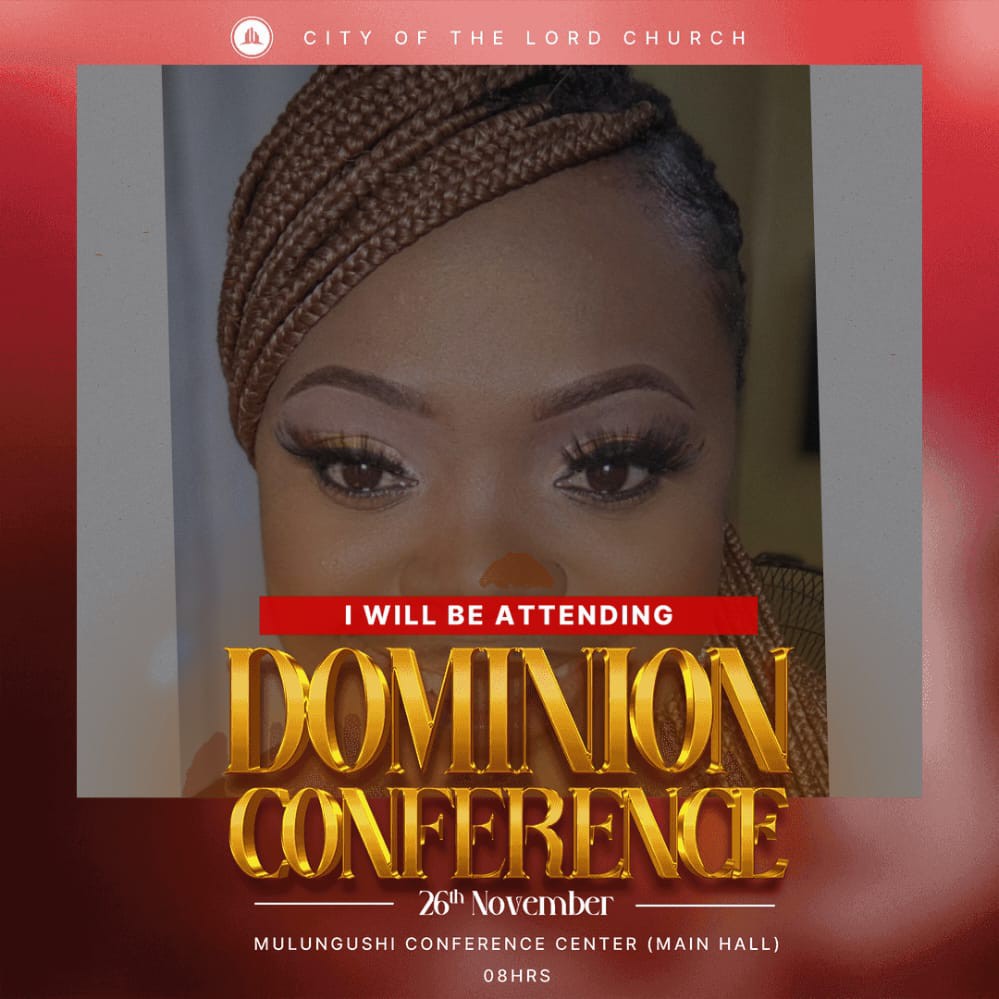 CITY OF THE LORD CHURCH
I WILL BE ATTENDING
DOMINION
CONFERENCE
26th November
MULUNGUSHI CONFERENCE CENTER (MAIN HALL)
08HRS